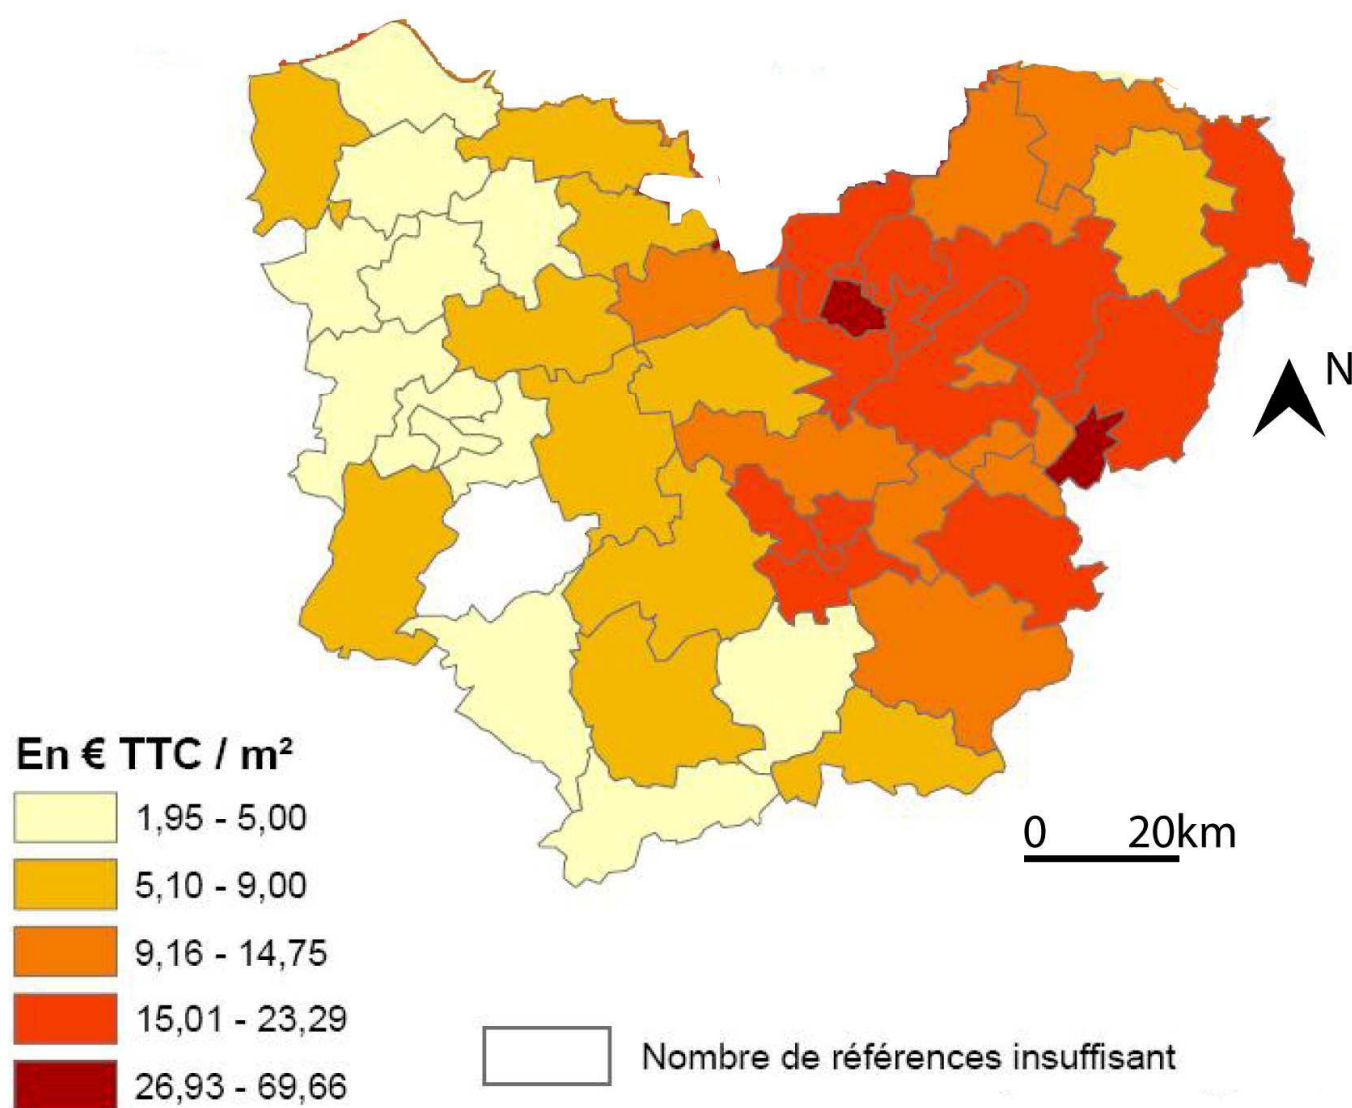 N
En € TTC / m²
1,95 - 5,00
0 20km
5,10 - 9,00
9,16 - 14,75
15,01 - 23,29
26,93 - 69,66
Nombre de références insuffisant